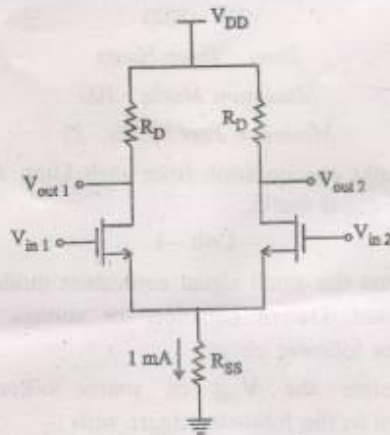 V_DD
R_D R_D
V_out 1 V_out 2
V_in 1 V_in 2
1 mA R_SS